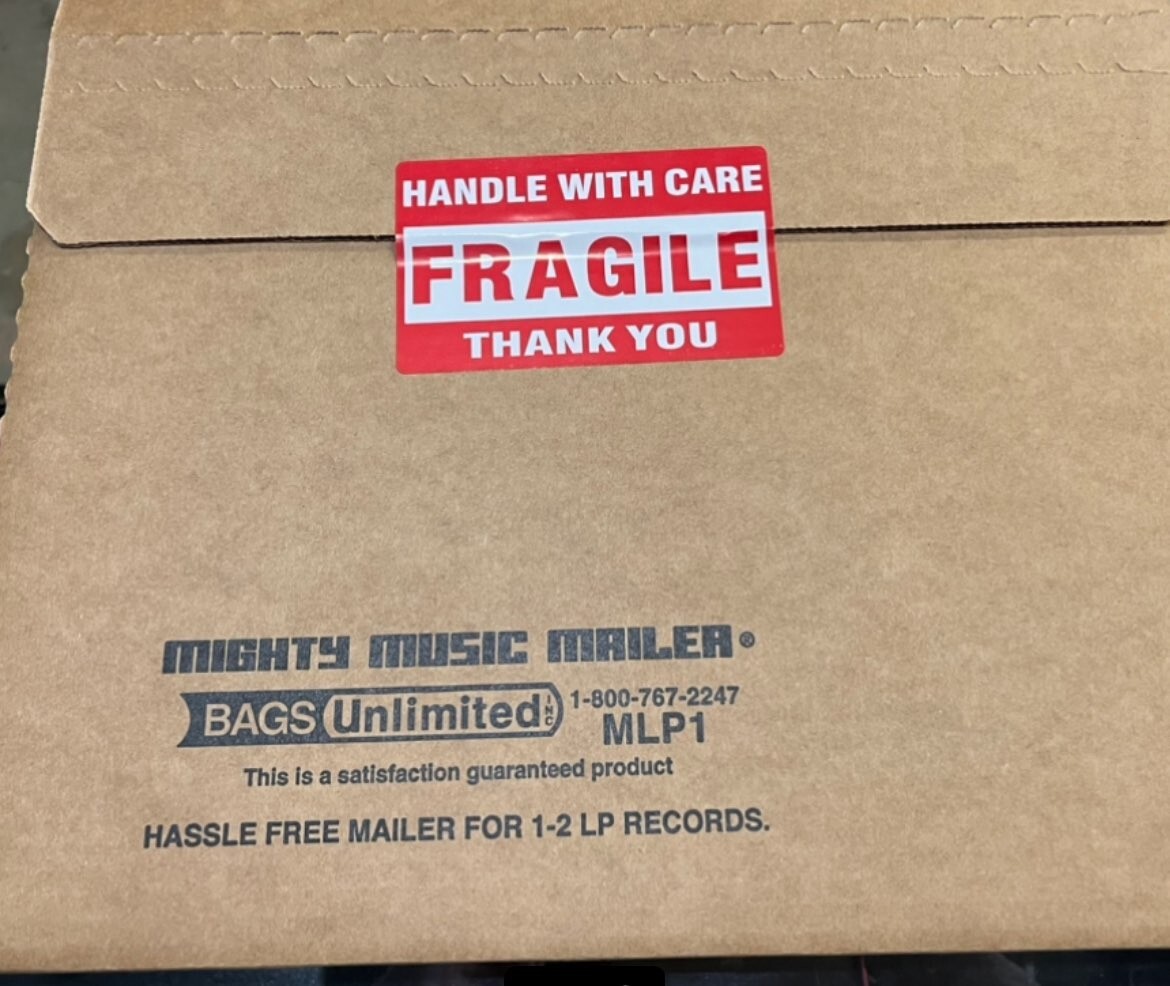 HANDLE WITH CARE
FRAGILE
THANK YOU
MIGHTY MUSIC MAILER®
BAGS Unlimited INC 1-800-767-2247
MLP1
This is a satisfaction guaranteed product
HASSLE FREE MAILER FOR 1-2 LP RECORDS.